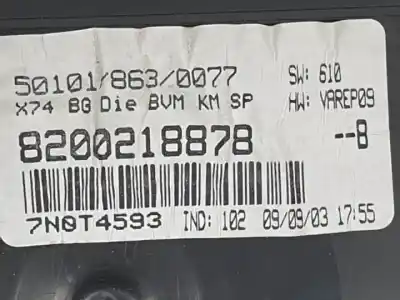 50101/863/0077 SW: 610
X74 BG Die BVM KM SP HW: VAREP09
8200218878 --B
7N0T4593 IND: 102 09/09/03 17:55